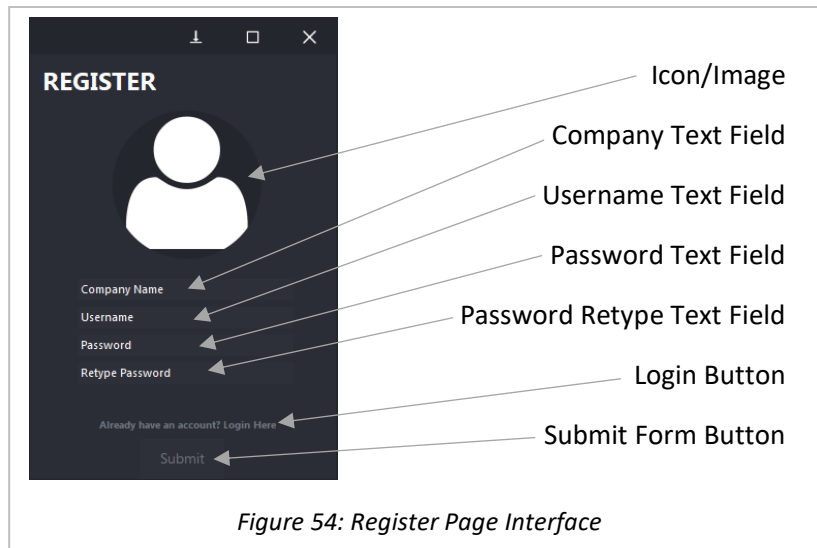 REGISTER
Icon/Image
Company Text Field
Username Text Field
Password Text Field
Password Retype Text Field
Login Button
Submit Form Button
Company Name
Username
Password
Retype Password
Already have an account? Login Here
Submit
Figure 54: Register Page Interface